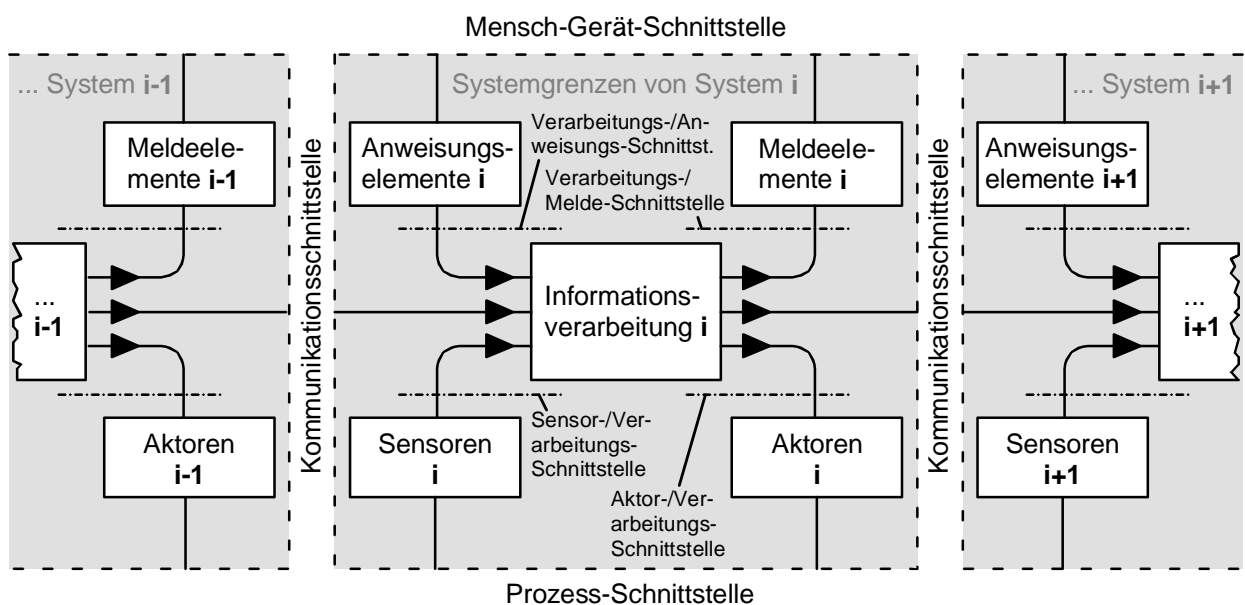 Mensch-Gerät-Schnittstelle
... System i-1
Systemgrenzen von System i
... System i+1
Meldeele-
mente i-1
Kommunikationsschnittstelle
Anweisungs-
elemente i
Verarbeitungs-/An-
weisungs-Schnittst.
Verarbeitungs-/
Melde-Schnittstelle
Meldeele-
mente i
Kommunikationsschnittstelle
Anweisungs-
elemente i+1
...
i-1
Informations-
verarbeitung i
...
i+1
Aktoren
i-1
Sensoren
i
Sensor-/Ver-
arbeitungs-
Schnittstelle
Aktor-/Ver-
arbeitungs-
Schnittstelle
Aktoren
i
Sensoren
i+1
Prozess-Schnittstelle